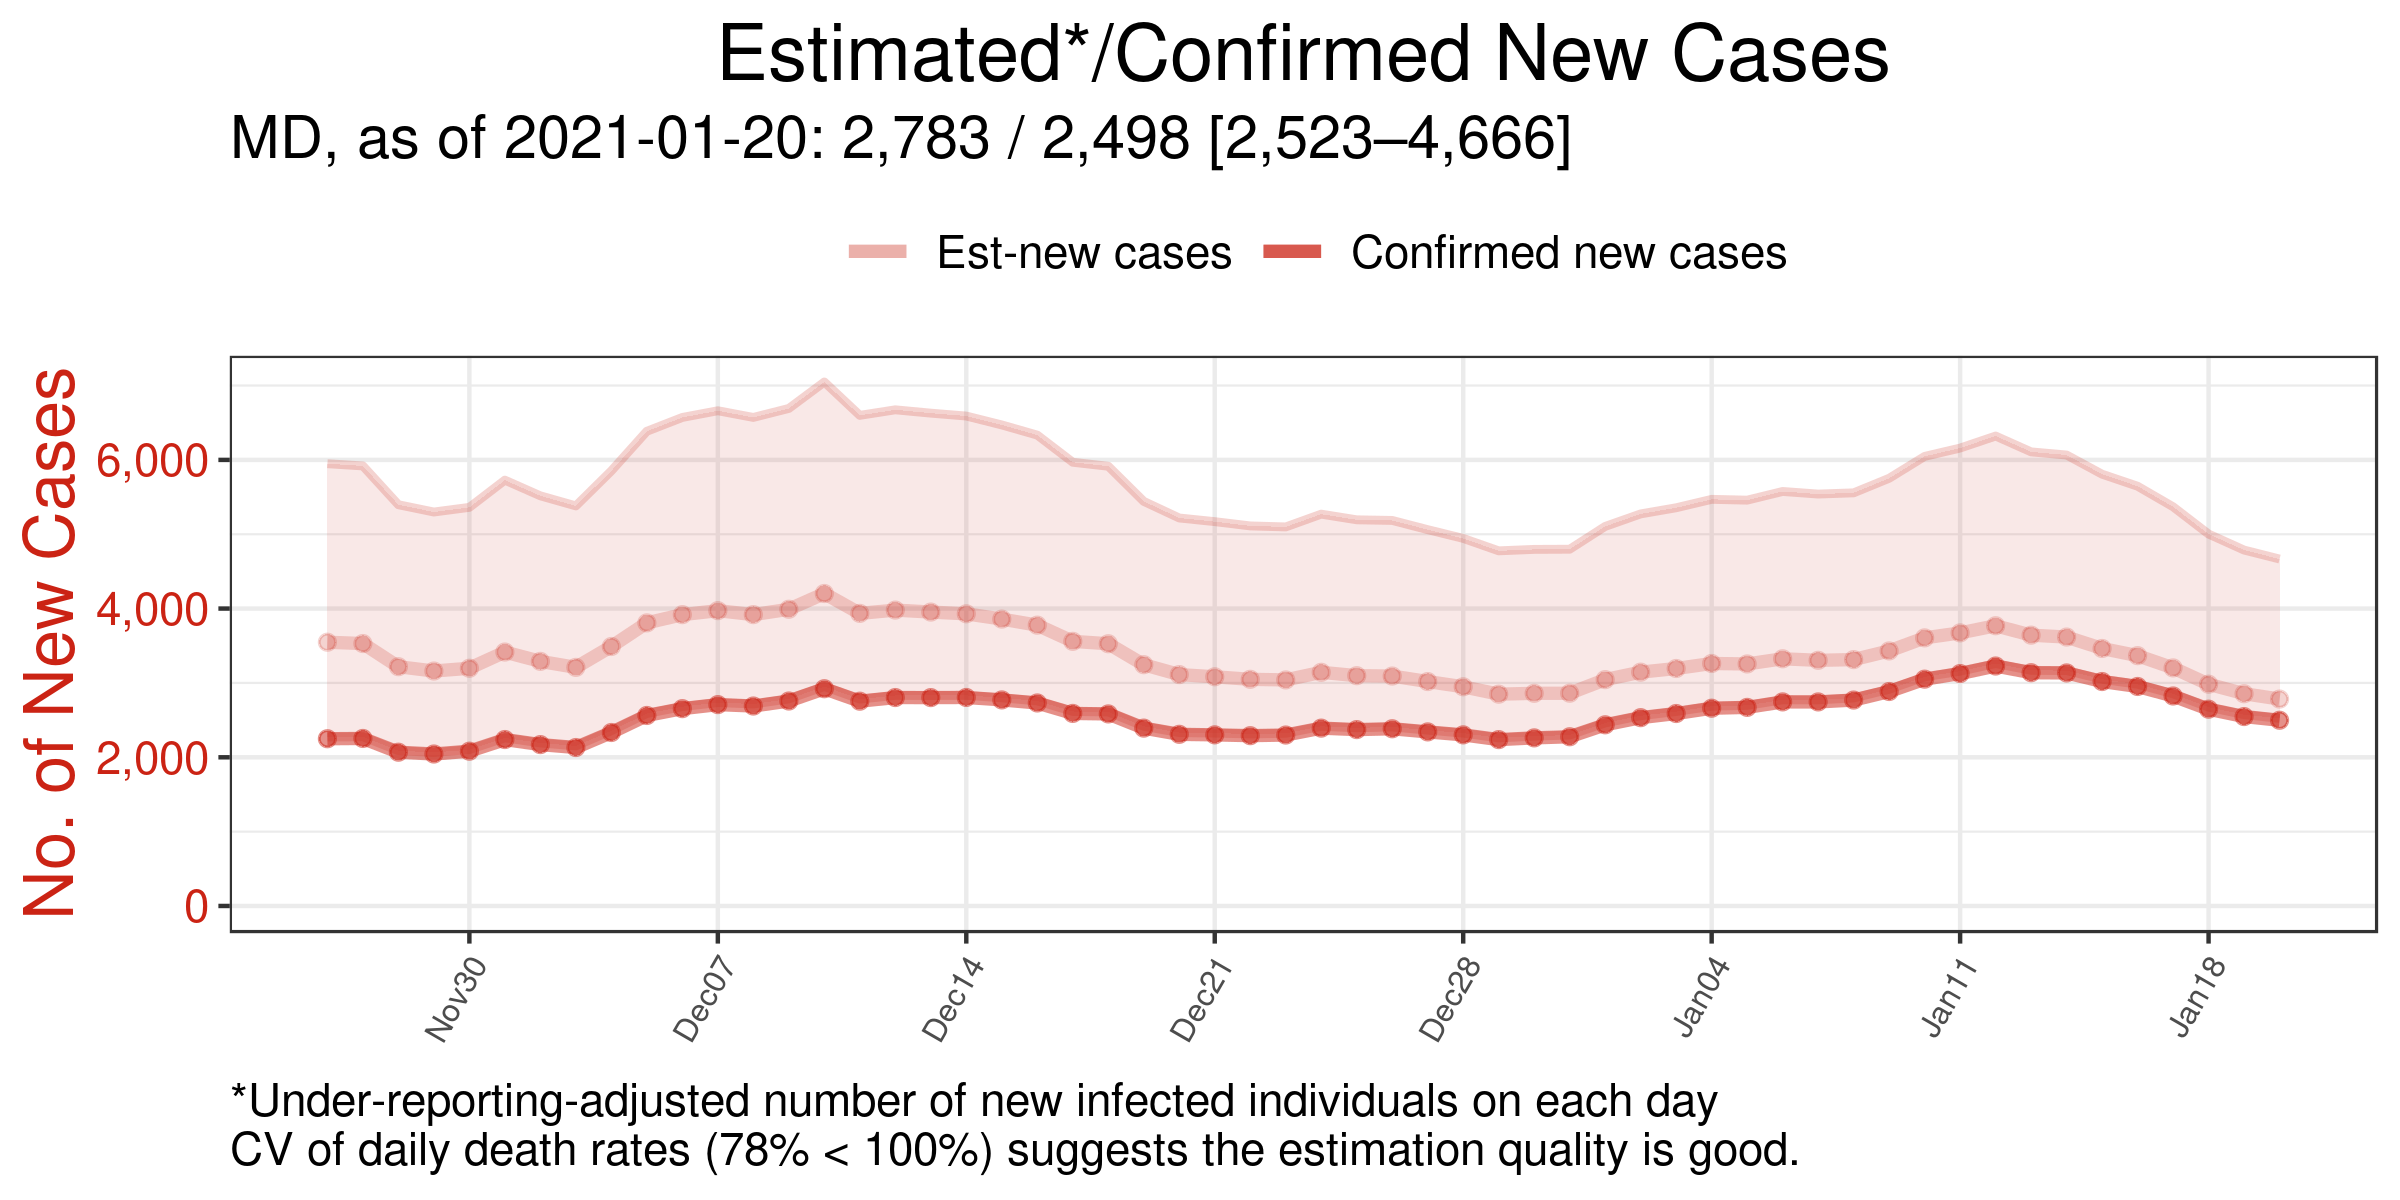 Estimated*/Confirmed New Cases
MD, as of 2021-01-20: 2,783 / 2,498 [2,523–4,666]
Est-new cases
Confirmed new cases
No. of New Cases
6,000
4,000
2,000
0
Nov30
Dec07
Dec14
Dec21
Dec28
Jan04
Jan11
Jan18
*Under-reporting-adjusted number of new infected individuals on each day
CV of daily death rates (78% < 100%) suggests the estimation quality is good.